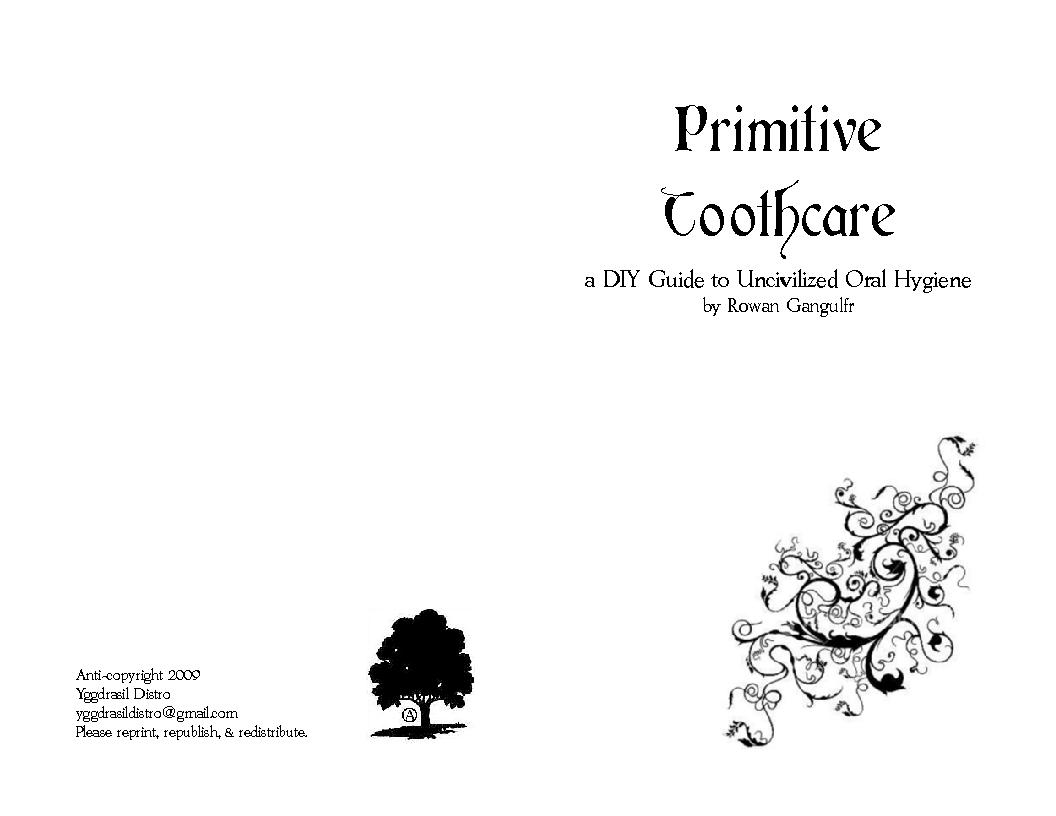 Primitive
Toothcare
a DIY Guide to Uncivilized Oral Hygiene
by Rowan Gangulfr
Anti-copyright 2009
Yggdrasil Distro
yggdrasildistro@gmail.com
Please reprint, republish, & redistribute.
A